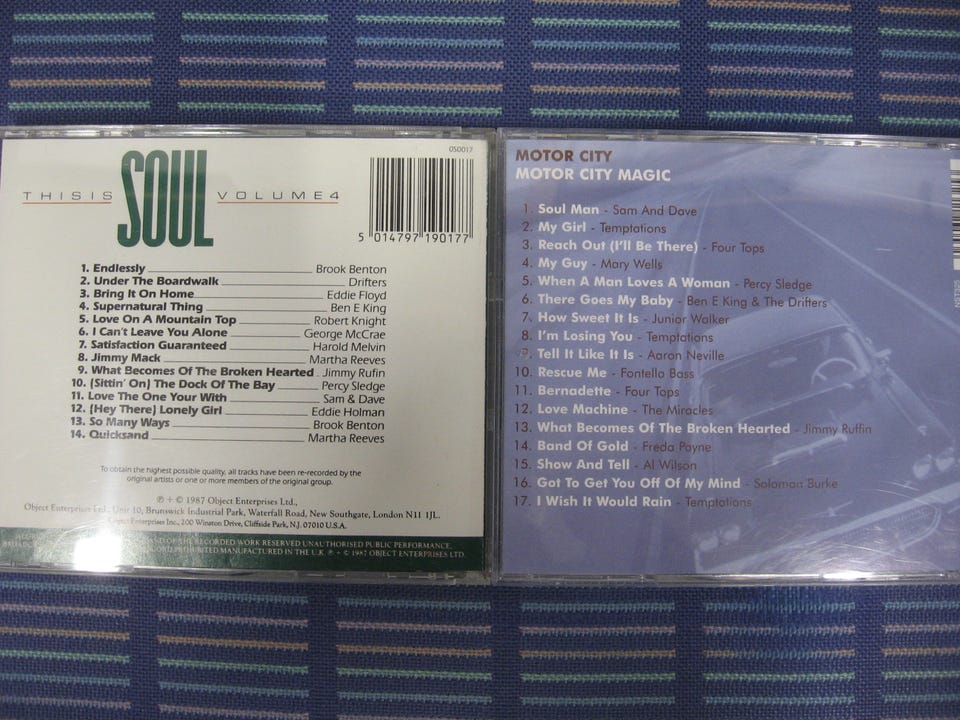 THIS IS SOUL VOLUME 4
OS0017
5 014797 190177
1. Endlessly Brook Benton
2. Under The Boardwalk Drifters
3. Bring It On Home Eddie Floyd
4. Supernatural Thing Ben E King
5. Love On A Mountain Top Robert Knight
6. I Can't Leave You Alone George McCrae
7. Satisfaction Guaranteed Harold Melvin
8. Jimmy Mack Martha Reeves
9. What Becomes Of The Broken Hearted Jimmy Rufin
10. (Sittin' On) The Dock Of The Bay Percy Sledge
11. Love The One Your With Sam & Dave
12. (Hey There) Lonely Girl Eddie Holman
13. So Many Ways Brook Benton
14. Quicksand Martha Reeves
To obtain the highest possible quality, all tracks have been re-recorded by the
original artists or one or more members of the original group.
℗ + © 1987 Object Enterprises Ltd.,
Object Enterprises Ltd., Unit 10, Brunswick Industrial Park, Waterfall Road, New Southgate, London N11 1JL.
Object Enterprises Inc., 200 Winston Drive, Cliffside Park, N.J. 07010 U.S.A.
OF THE RECORDED WORK RESERVED UNAUTHORISED PUBLIC PERFORMANCE,
PROHIBITED MANUFACTURED IN THE U.K. ℗ + © 1987 OBJECT ENTERPRISES LTD.
MOTOR CITY
MOTOR CITY MAGIC
1. Soul Man - Sam And Dave
2. My Girl - Temptations
3. Reach Out (I'll Be There) - Four Tops
4. My Guy - Mary Wells
5. When A Man Loves A Woman - Percy Sledge
6. There Goes My Baby - Ben E King & The Drifters
7. How Sweet It Is - Junior Walker
8. I'm Losing You - Temptations
9. Tell It Like It Is - Aaron Neville
10. Rescue Me - Fontello Bass
11. Bernadette - Four Tops
12. Love Machine - The Miracles
13. What Becomes Of The Broken Hearted - Jimmy Ruffin
14. Band Of Gold - Freda Payne
15. Show And Tell - Al Wilson
16. Got To Get You Off Of My Mind - Soloman Burke
17. I Wish It Would Rain - Temptations